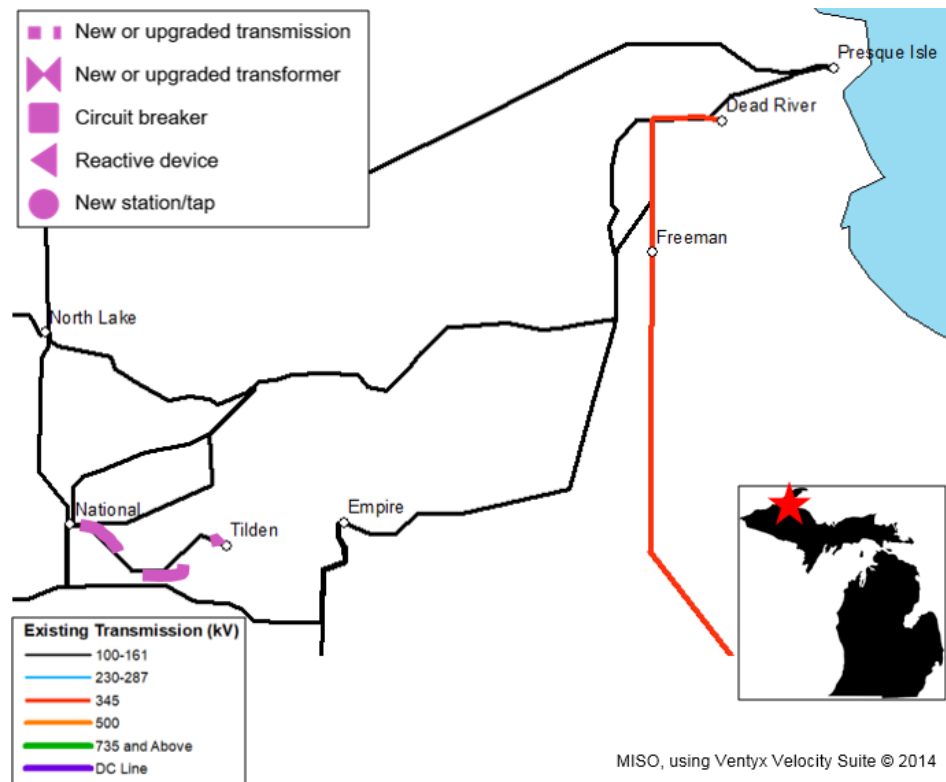 New or upgraded transmission
New or upgraded transformer
Circuit breaker
Reactive device
New station/tap
Presque Isle
Dead River
Freeman
North Lake
National
Tilden
Empire
Existing Transmission (kV)
100-161
230-287
345
500
735 and Above
DC Line
MISO, using Ventyx Velocity Suite © 2014